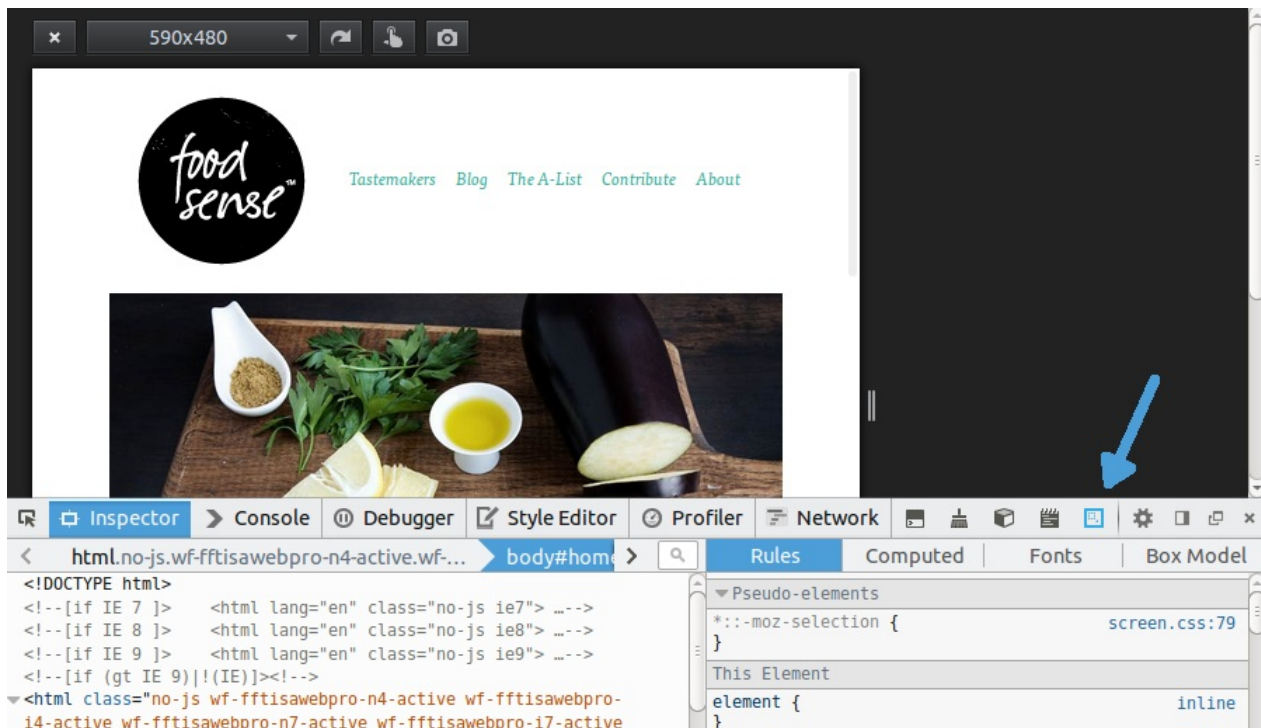 590x480
food
sense™
Tastemakers Blog The A-List Contribute About
Inspector Console Debugger Style Editor Profiler Network
html.no-js.wf-fftisawebpro-n4-active.wf-... body#home Rules Computed Fonts Box Model
<!DOCTYPE html>
<!--[if IE 7 ]>    <html lang="en" class="no-js ie7"> …-->
<!--[if IE 8 ]>    <html lang="en" class="no-js ie8"> …-->
<!--[if IE 9 ]>    <html lang="en" class="no-js ie9"> …-->
<!--[if (gt IE 9)|!(IE)]><!-->
<html class="no-js wf-fftisawebpro-n4-active wf-fftisawebpro-
i4-active wf-fftisawebpro-n7-active wf-fftisawebpro-i7-active
Pseudo-elements
*::-moz-selection { screen.css:79
}
This Element
element { inline
}